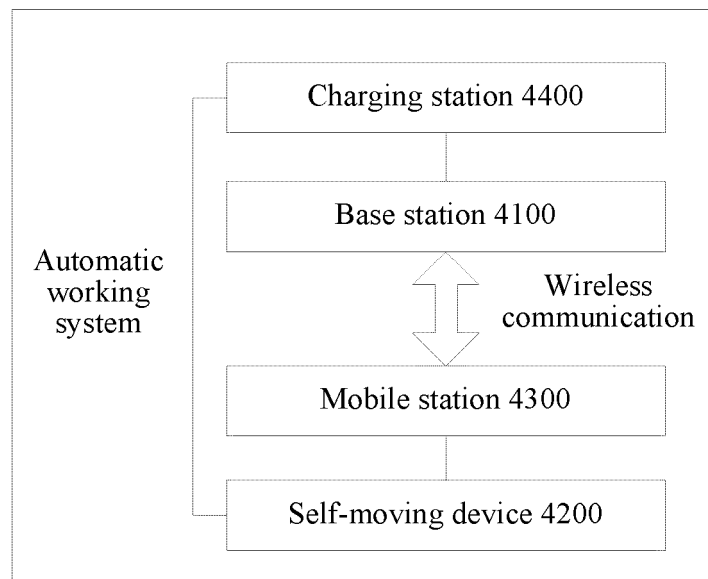 Charging station 4400
Base station 4100
Automatic
working
system
Wireless
communication
Mobile station 4300
Self-moving device 4200